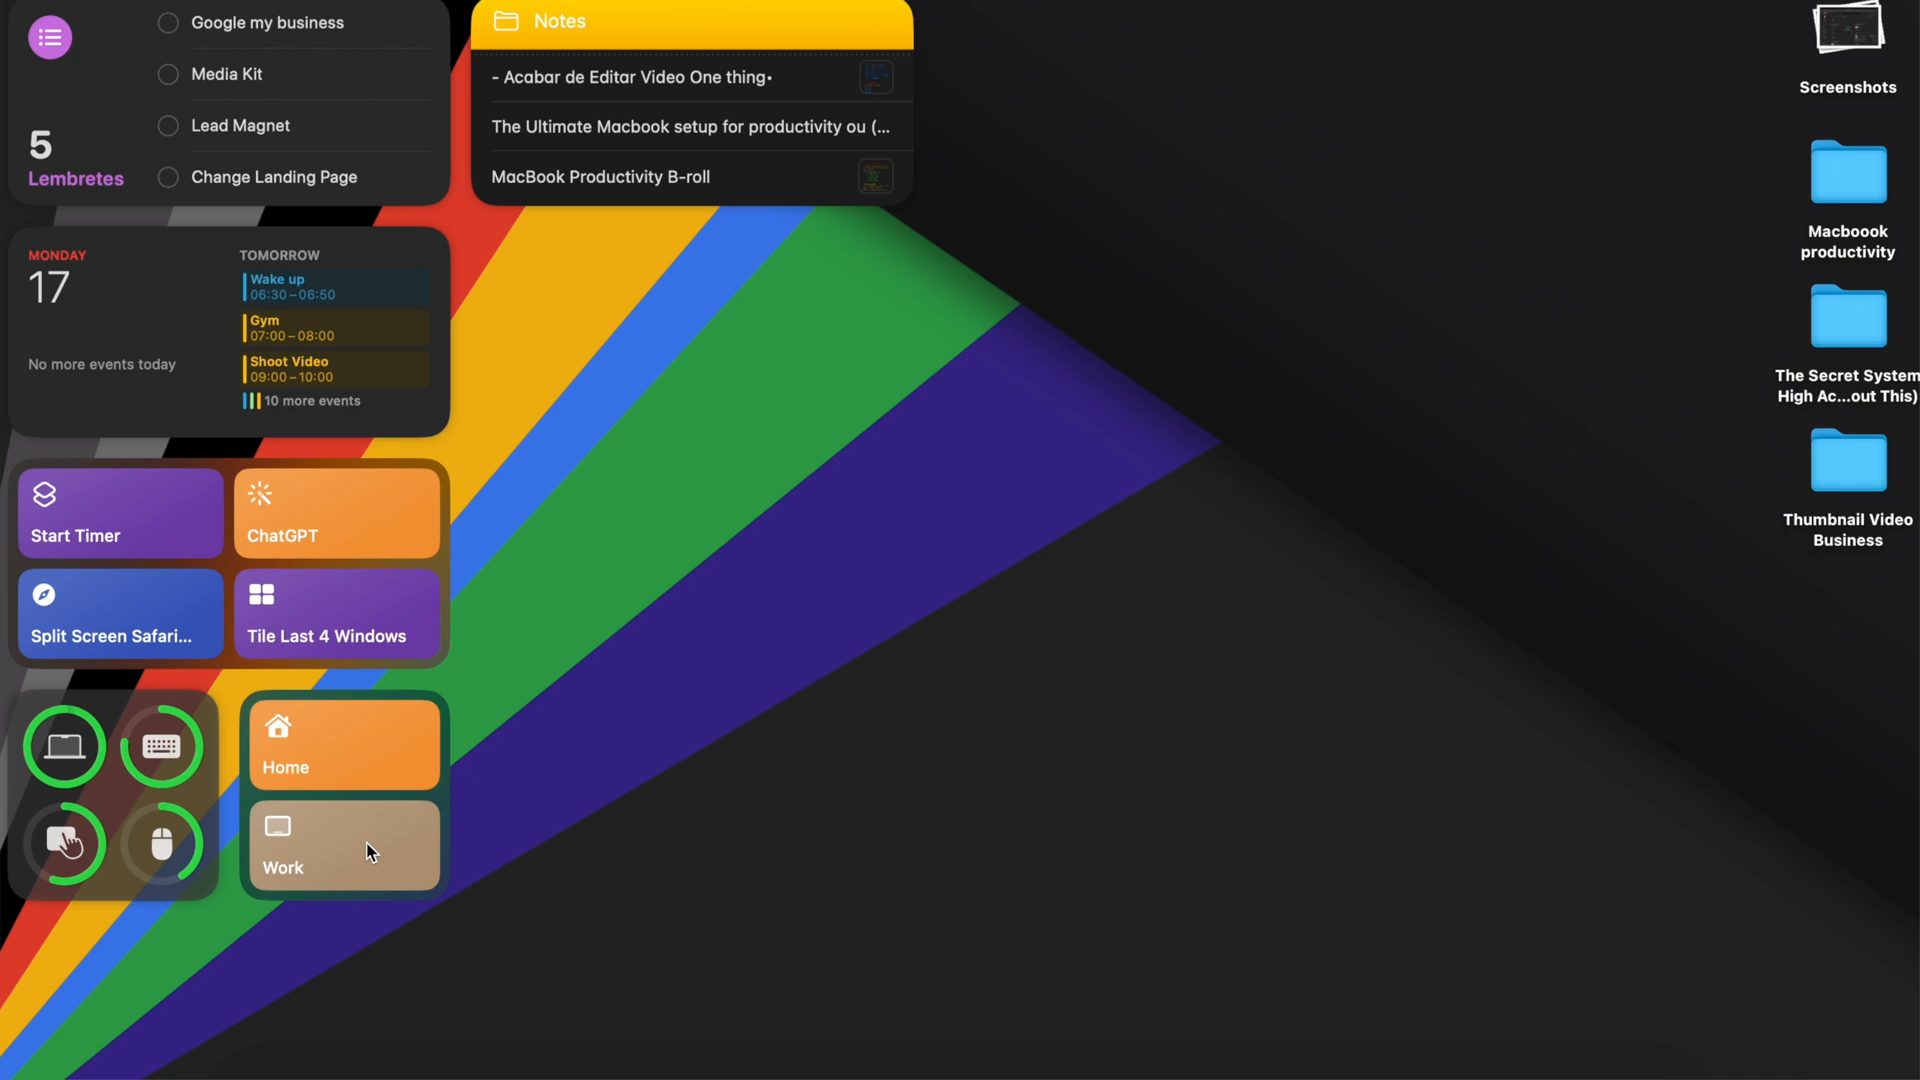 Google my business
Media Kit
Lead Magnet
Change Landing Page
5
Lembretes
Notes
- Acabar de Editar Video One thing•
The Ultimate Macbook setup for productivity ou (...
MacBook Productivity B-roll
MONDAY
17
No more events today
TOMORROW
Wake up
06:30 – 06:50
Gym
07:00 – 08:00
Shoot Video
09:00 – 10:00
10 more events
Start Timer
ChatGPT
Split Screen Safari...
Tile Last 4 Windows
Home
Work
Screenshots
Macboook
productivity
The Secret System
High Ac...out This)
Thumbnail Video
Business